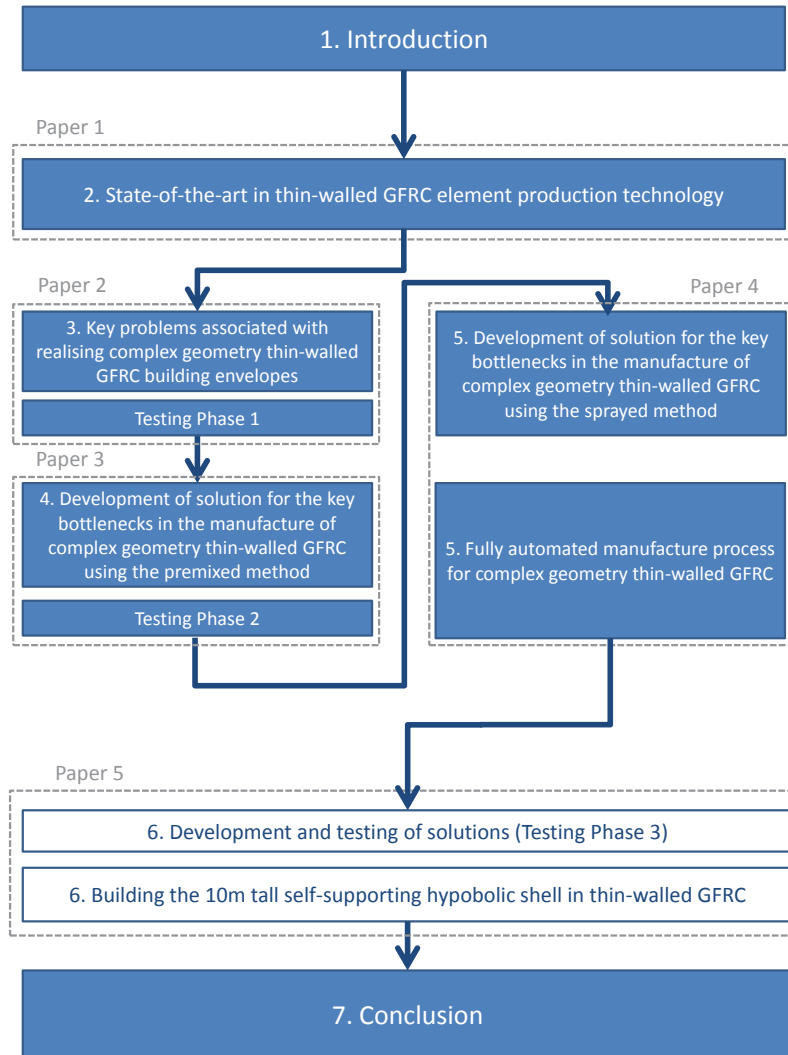 1. Introduction
Paper 1
2. State-of-the-art in thin-walled GFRC element production technology
Paper 2
3. Key problems associated with
realising complex geometry thin-walled
GFRC building envelopes
Testing Phase 1
Paper 3
4. Development of solution for the key
bottlenecks in the manufacture of
complex geometry thin-walled GFRC
using the premixed method
Testing Phase 2
Paper 4
5. Development of solution for the key
bottlenecks in the manufacture of
complex geometry thin-walled GFRC
using the sprayed method
5. Fully automated manufacture process
for complex geometry thin-walled GFRC
Paper 5
6. Development and testing of solutions (Testing Phase 3)
6. Building the 10m tall self-supporting hypobolic shell in thin-walled GFRC
7. Conclusion